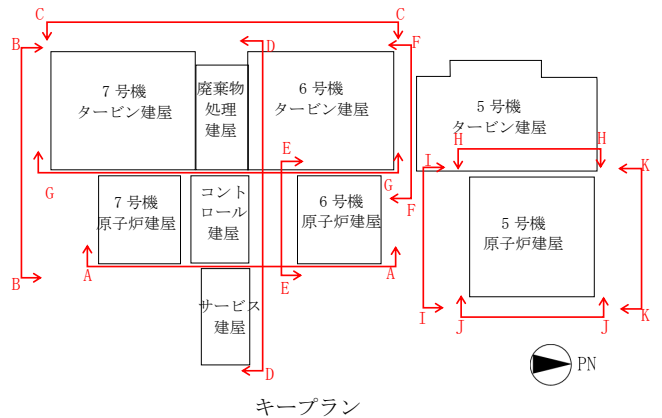 C
C
B
D
F
7号機
タービン建屋
廃棄物
処理
建屋
6号機
タービン建屋
5号機
タービン建屋
E
H
H
I
K
G
G
7号機
原子炉建屋
コント
ロール
建屋
6号機
原子炉建屋
F
5号機
原子炉建屋
B
A
A
E
サービス
建屋
I
J
J
K
D
PN
キープラン